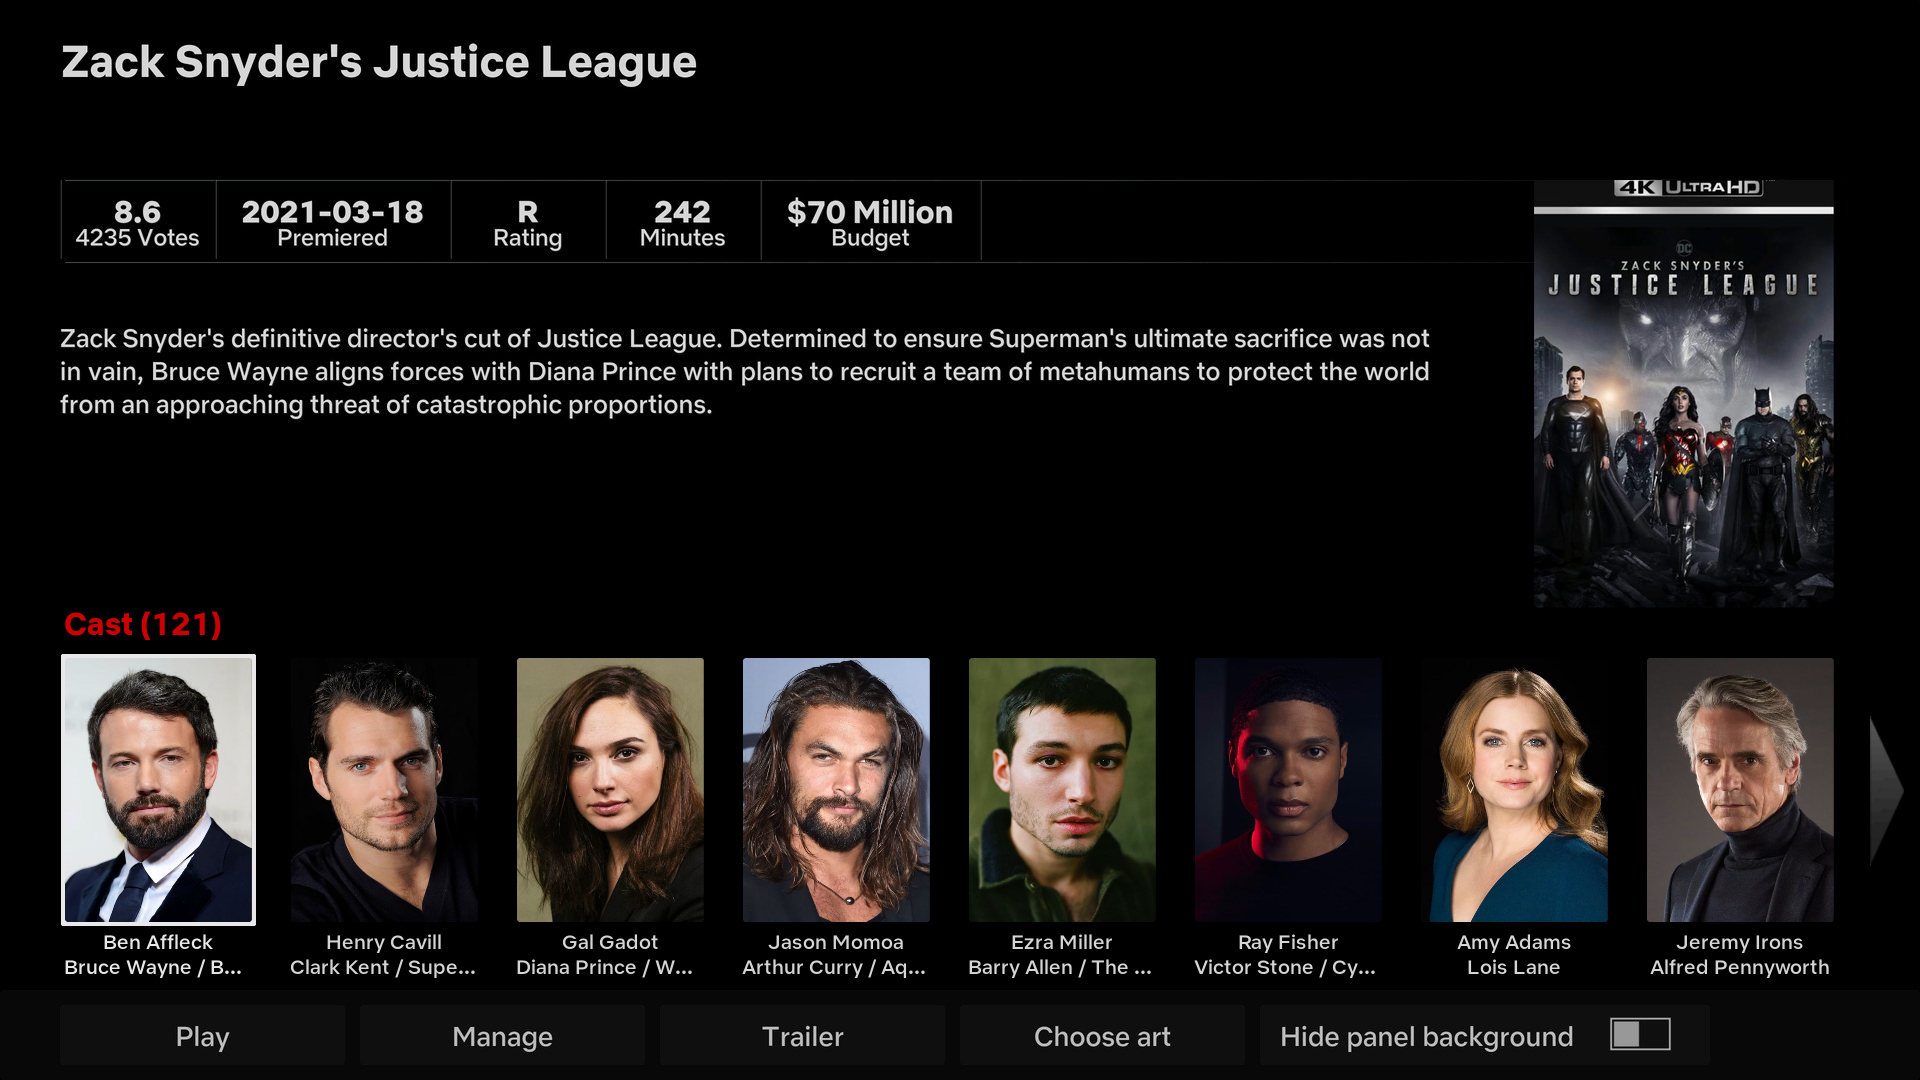 Zack Snyder's Justice League
8.6
4235 Votes
2021-03-18
Premiered
R
Rating
242
Minutes
$70 Million
Budget
4K ULTRA HD
DC
ZACK SNYDER'S
JUSTICE LEAGUE
Zack Snyder's definitive director's cut of Justice League. Determined to ensure Superman's ultimate sacrifice was not
in vain, Bruce Wayne aligns forces with Diana Prince with plans to recruit a team of metahumans to protect the world
from an approaching threat of catastrophic proportions.
Cast (121)
Ben Affleck
Bruce Wayne / B...
Henry Cavill
Clark Kent / Supe...
Gal Gadot
Diana Prince / W...
Jason Momoa
Arthur Curry / Aq...
Ezra Miller
Barry Allen / The ...
Ray Fisher
Victor Stone / Cy...
Amy Adams
Lois Lane
Jeremy Irons
Alfred Pennyworth
Play
Manage
Trailer
Choose art
Hide panel background